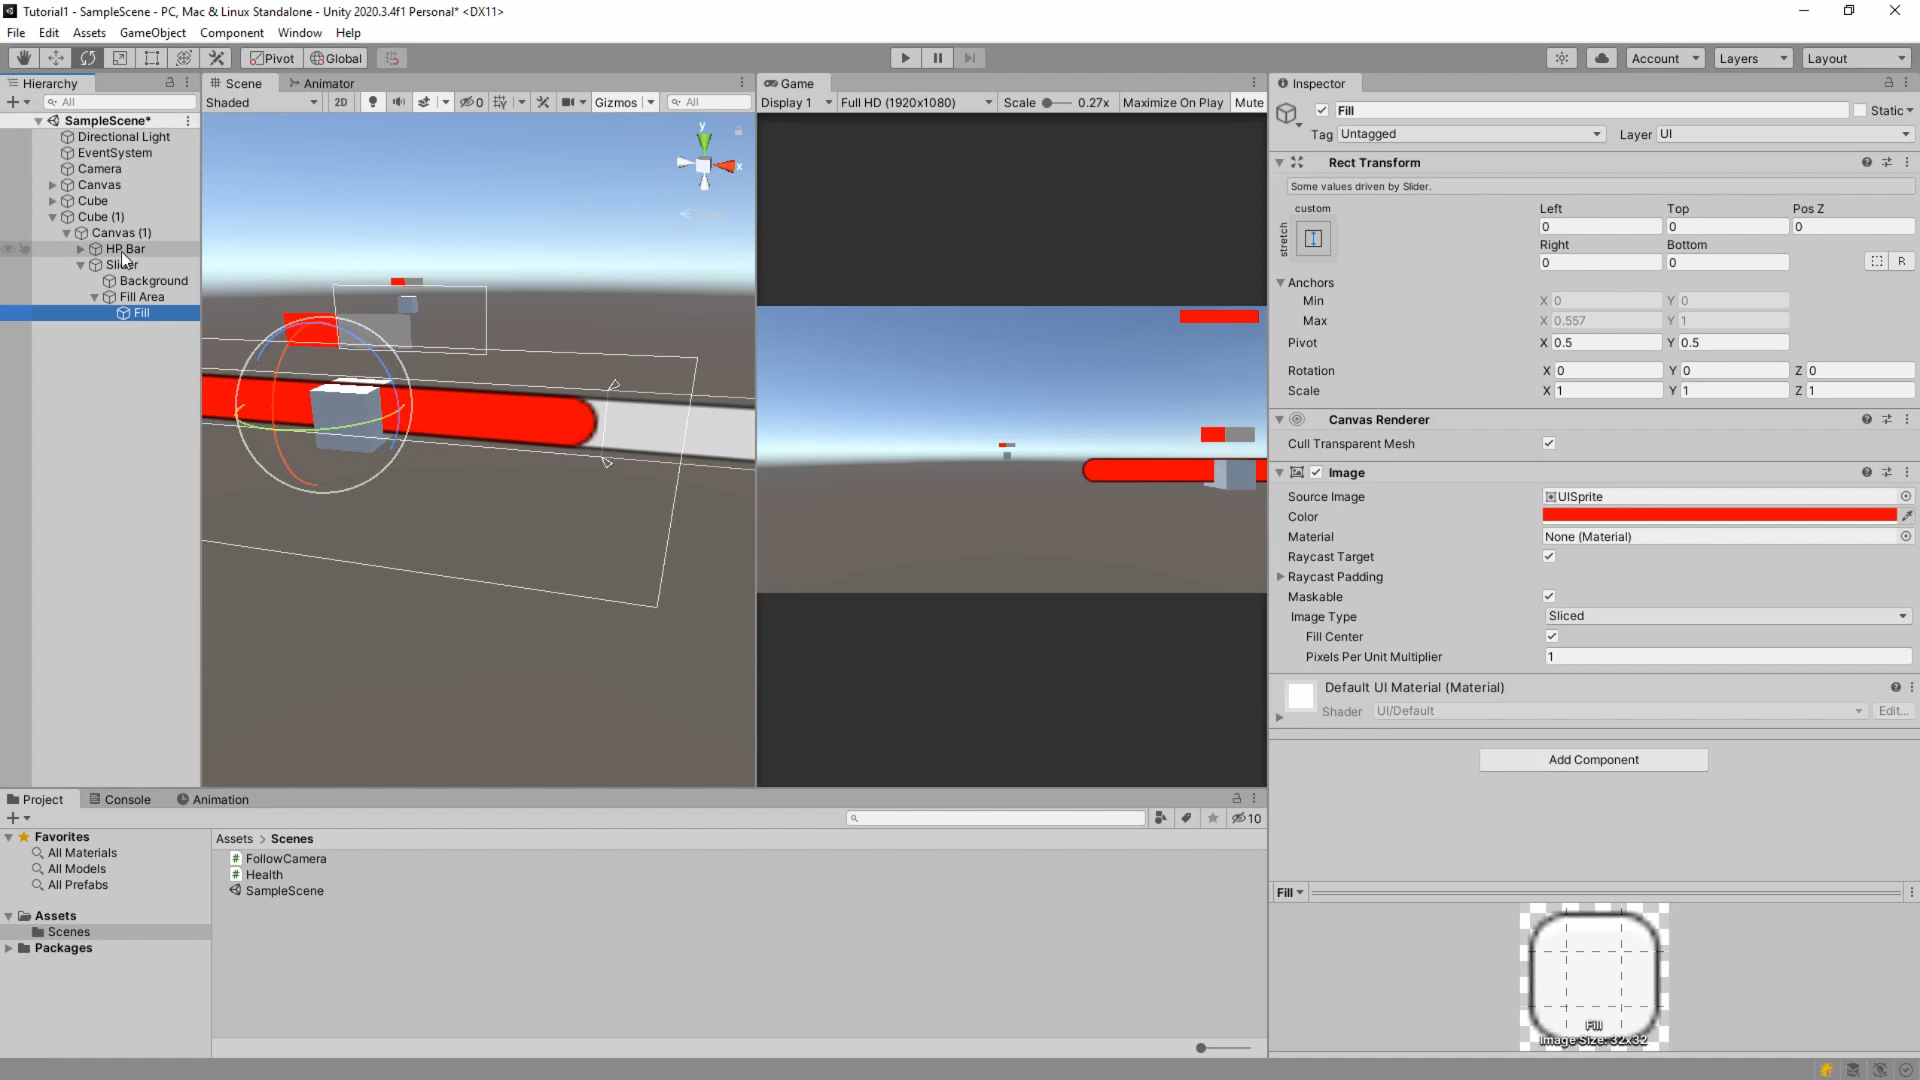 Tutorial1 - SampleScene - PC, Mac & Linux Standalone - Unity 2020.3.4f1 Personal* <DX11>
File Edit Assets GameObject Component Window Help
Pivot Global Account Layers Layout
Hierarchy
All
SampleScene*
Directional Light
EventSystem
Camera
Canvas
Cube
Cube (1)
Canvas (1)
HP Bar
Slider
Background
Fill Area
Fill
Scene Animator
Shaded 2D 0 Gizmos All
y
x
Game
Display 1 Full HD (1920x1080) Scale 0.27x Maximize On Play Mute
Inspector
Fill Static
Tag Untagged Layer UI
Rect Transform
Some values driven by Slider.
custom
stretch
Left Top Pos Z
0 0 0
Right Bottom
0 0 R
Anchors
Min X 0 Y 0
Max X 0.557 Y 1
Pivot X 0.5 Y 0.5
Rotation X 0 Y 0 Z 0
Scale X 1 Y 1 Z 1
Canvas Renderer
Cull Transparent Mesh
Image
Source Image UISprite
Color
Material None (Material)
Raycast Target
Raycast Padding
Maskable
Image Type Sliced
Fill Center
Pixels Per Unit Multiplier 1
Default UI Material (Material)
Shader UI/Default Edit...
Add Component
Fill
Fill
Image Size: 32x32
Project Console Animation
10
Favorites
All Materials
All Models
All Prefabs
Assets
Scenes
Packages
Assets > Scenes
FollowCamera
Health
SampleScene